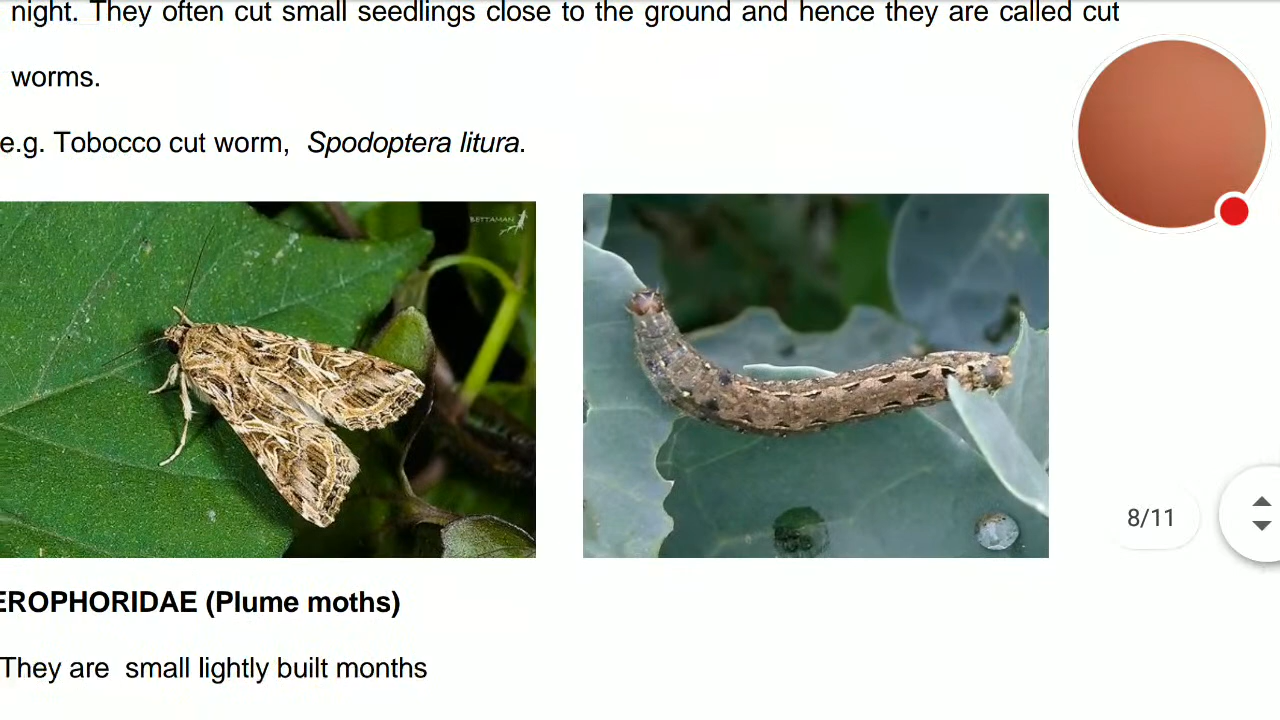 night. They often cut small seedlings close to the ground and hence they are called cut
worms.
e.g. Tobocco cut worm, Spodoptera litura.
BETTAMAN
8/11
EROPHORIDAE (Plume moths)
They are small lightly built months